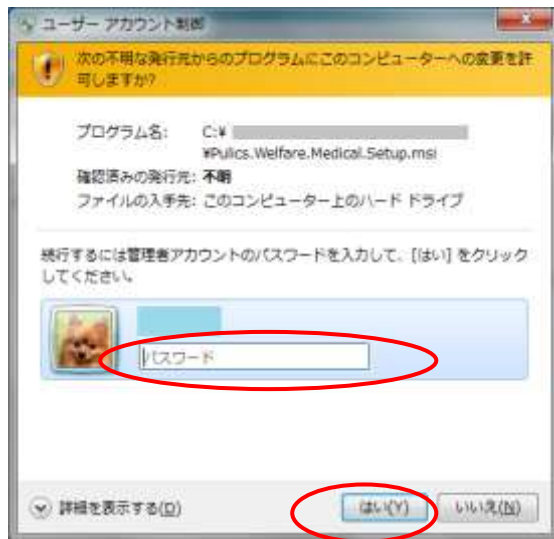 ユーザー アカウント制御
次の不明な発行元からのプログラムにこのコンピューターへの変更を許
可しますか?
プログラム名: C:¥
¥Pulics.Welfare.Medical.Setup.msi
確認済みの発行元: 不明
ファイルの入手先: このコンピューター上のハード ドライブ
続行するには管理者アカウントのパスワードを入力して、[はい] をクリック
してください。
パスワード
詳細を表示する(D)
はい(Y)
いいえ(N)